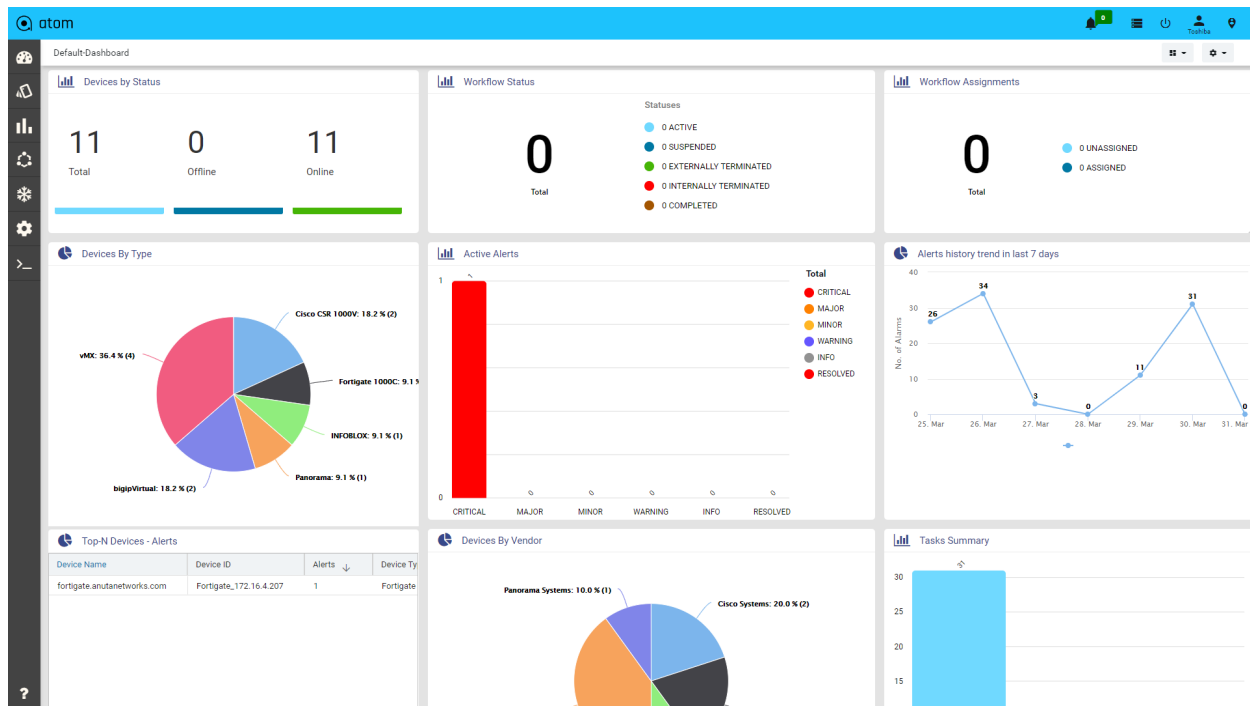 atom
0
Toshiba
Default-Dashboard
Devices by Status
11
Total
0
Offline
11
Online
Workflow Status
0
Total
Statuses
0 ACTIVE
0 SUSPENDED
0 EXTERNALLY TERMINATED
0 INTERNALLY TERMINATED
0 COMPLETED
Workflow Assignments
0
Total
0 UNASSIGNED
0 ASSIGNED
Devices By Type
Cisco CSR 1000V: 18.2 % (2)
vMX: 36.4 % (4)
Fortigate 1000C: 9.1
INFOBLOX: 9.1 % (1)
Panorama: 9.1 % (1)
bigipVirtual: 18.2 % (2)
Active Alerts
1
0
1
0
0
0
0
0
CRITICAL
MAJOR
MINOR
WARNING
INFO
RESOLVED
Total
CRITICAL
MAJOR
MINOR
WARNING
INFO
RESOLVED
Alerts history trend in last 7 days
No. of Alarms
40
30
20
10
0
26
34
3
0
11
31
0
25. Mar
26. Mar
27. Mar
28. Mar
29. Mar
30. Mar
31. Mar
Top-N Devices - Alerts
Device Name Device ID Alerts Device Ty
fortigate.anutanetworks.com Fortigate_172.16.4.207 1 Fortigate
Devices By Vendor
Panorama Systems: 10.0 % (1)
Cisco Systems: 20.0 % (2)
Tasks Summary
31
30
25
20
15
?